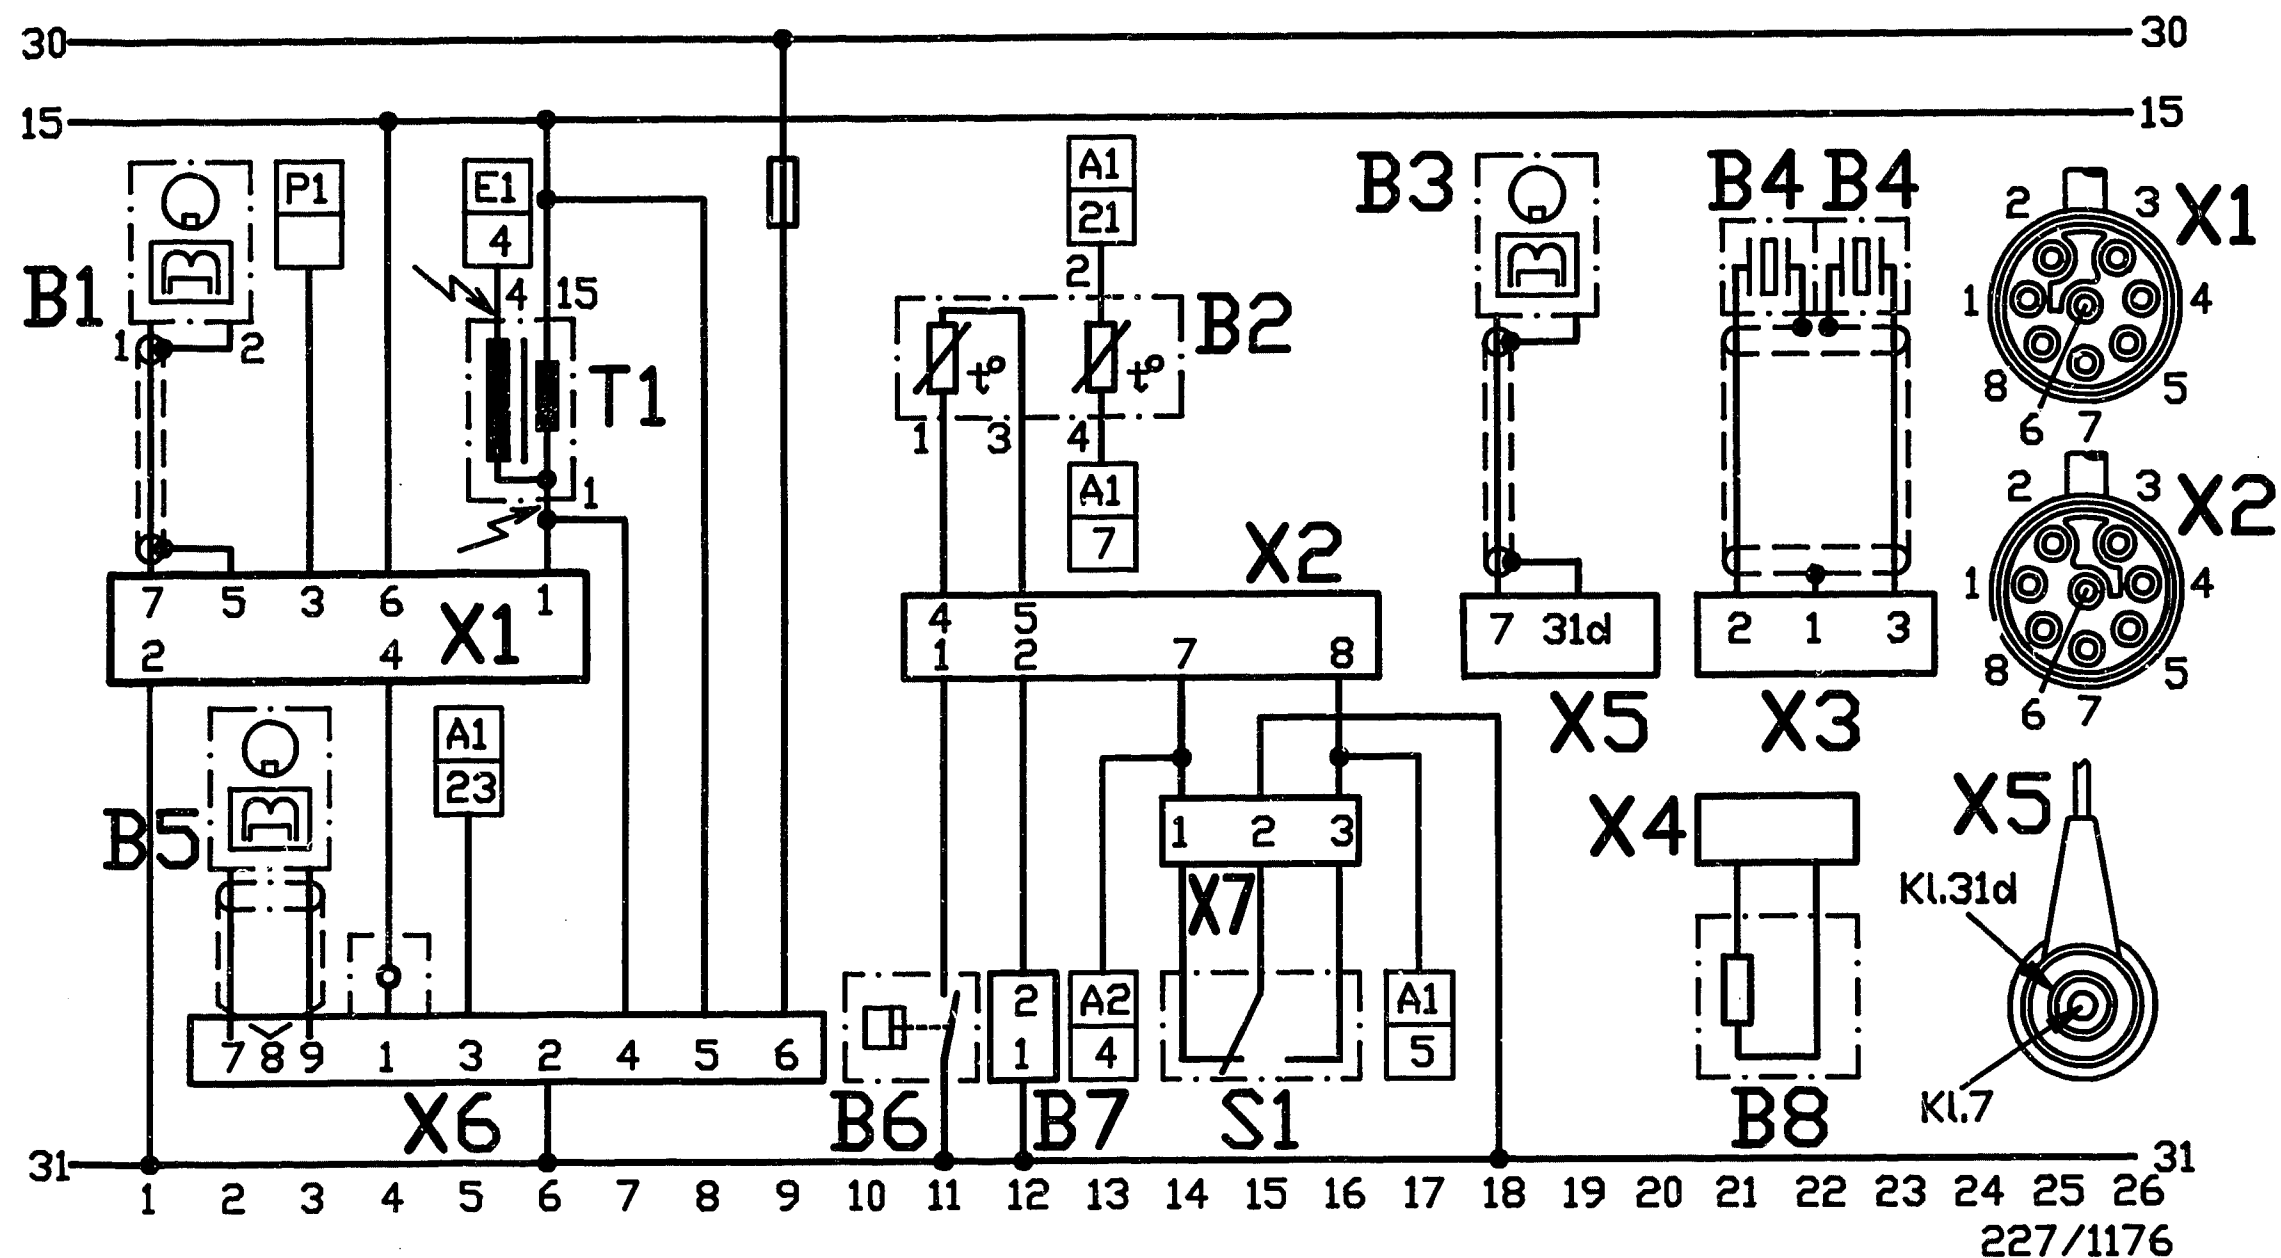 30 30
15 15
B1
P1
E1
4
4 15
1 2
T1
1
7 5 3 6 1
2 4
X1
B5
A1
23
7 8 9 1 3 2 4 5 6
X6
A1
21
2
B2
t° t°
1 3 4
A1
7
X2
4 5
1 2 7 8
1 2 3
X7
B6
2
1
B7
A2
4
S1
A1
5
B3
7 31d
X5
B4 B4
2 1 3
X3
X4
B8
X1
2 3
1 4
8 5
6 7
X2
2 3
1 4
8 5
6 7
X5
Kl.31d
Kl.7
31 31
1 2 3 4 5 6 7 8 9 10 11 12 13 14 15 16 17 18 19 20 21 22 23 24 25 26
227/1176